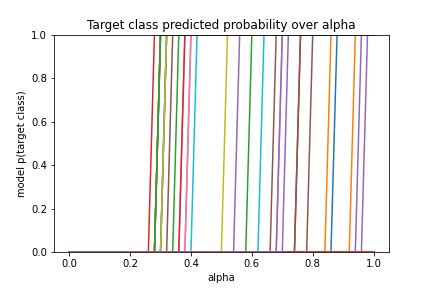 Target class predicted probability over alpha
model p(target class)
1.0
0.8
0.6
0.4
0.2
0.0
0.0 0.2 0.4 0.6 0.8 1.0
alpha